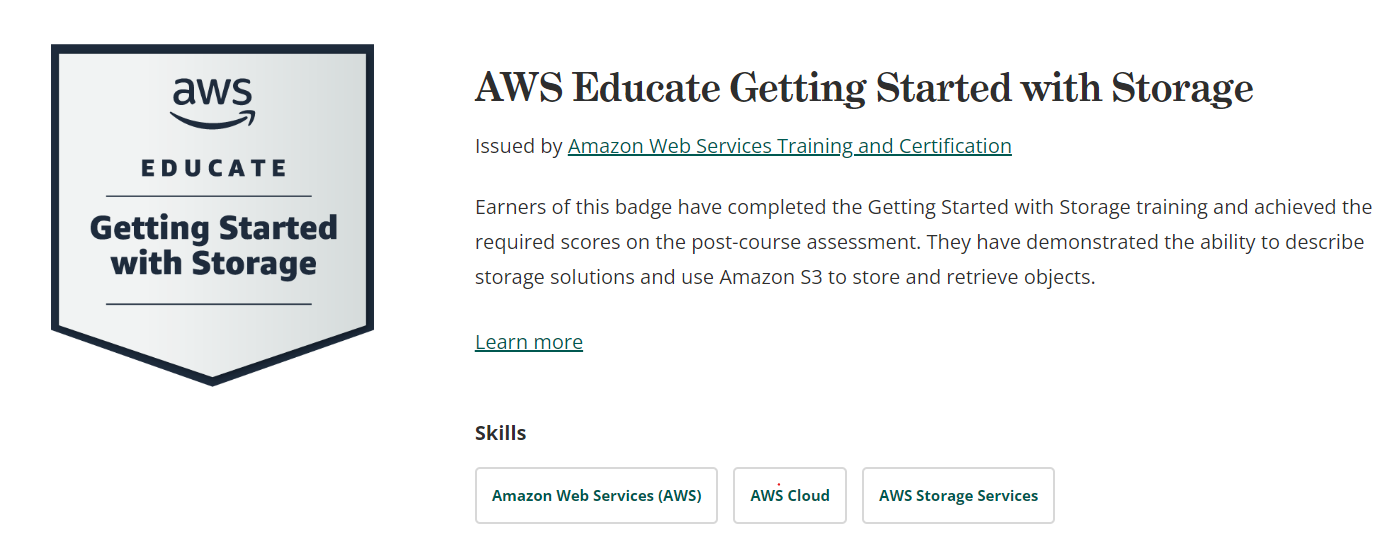 aws
EDUCATE
Getting Started
with Storage
AWS Educate Getting Started with Storage
Issued by Amazon Web Services Training and Certification
Earners of this badge have completed the Getting Started with Storage training and achieved the
required scores on the post-course assessment. They have demonstrated the ability to describe
storage solutions and use Amazon S3 to store and retrieve objects.
Learn more
Skills
Amazon Web Services (AWS)
AWS Cloud
AWS Storage Services